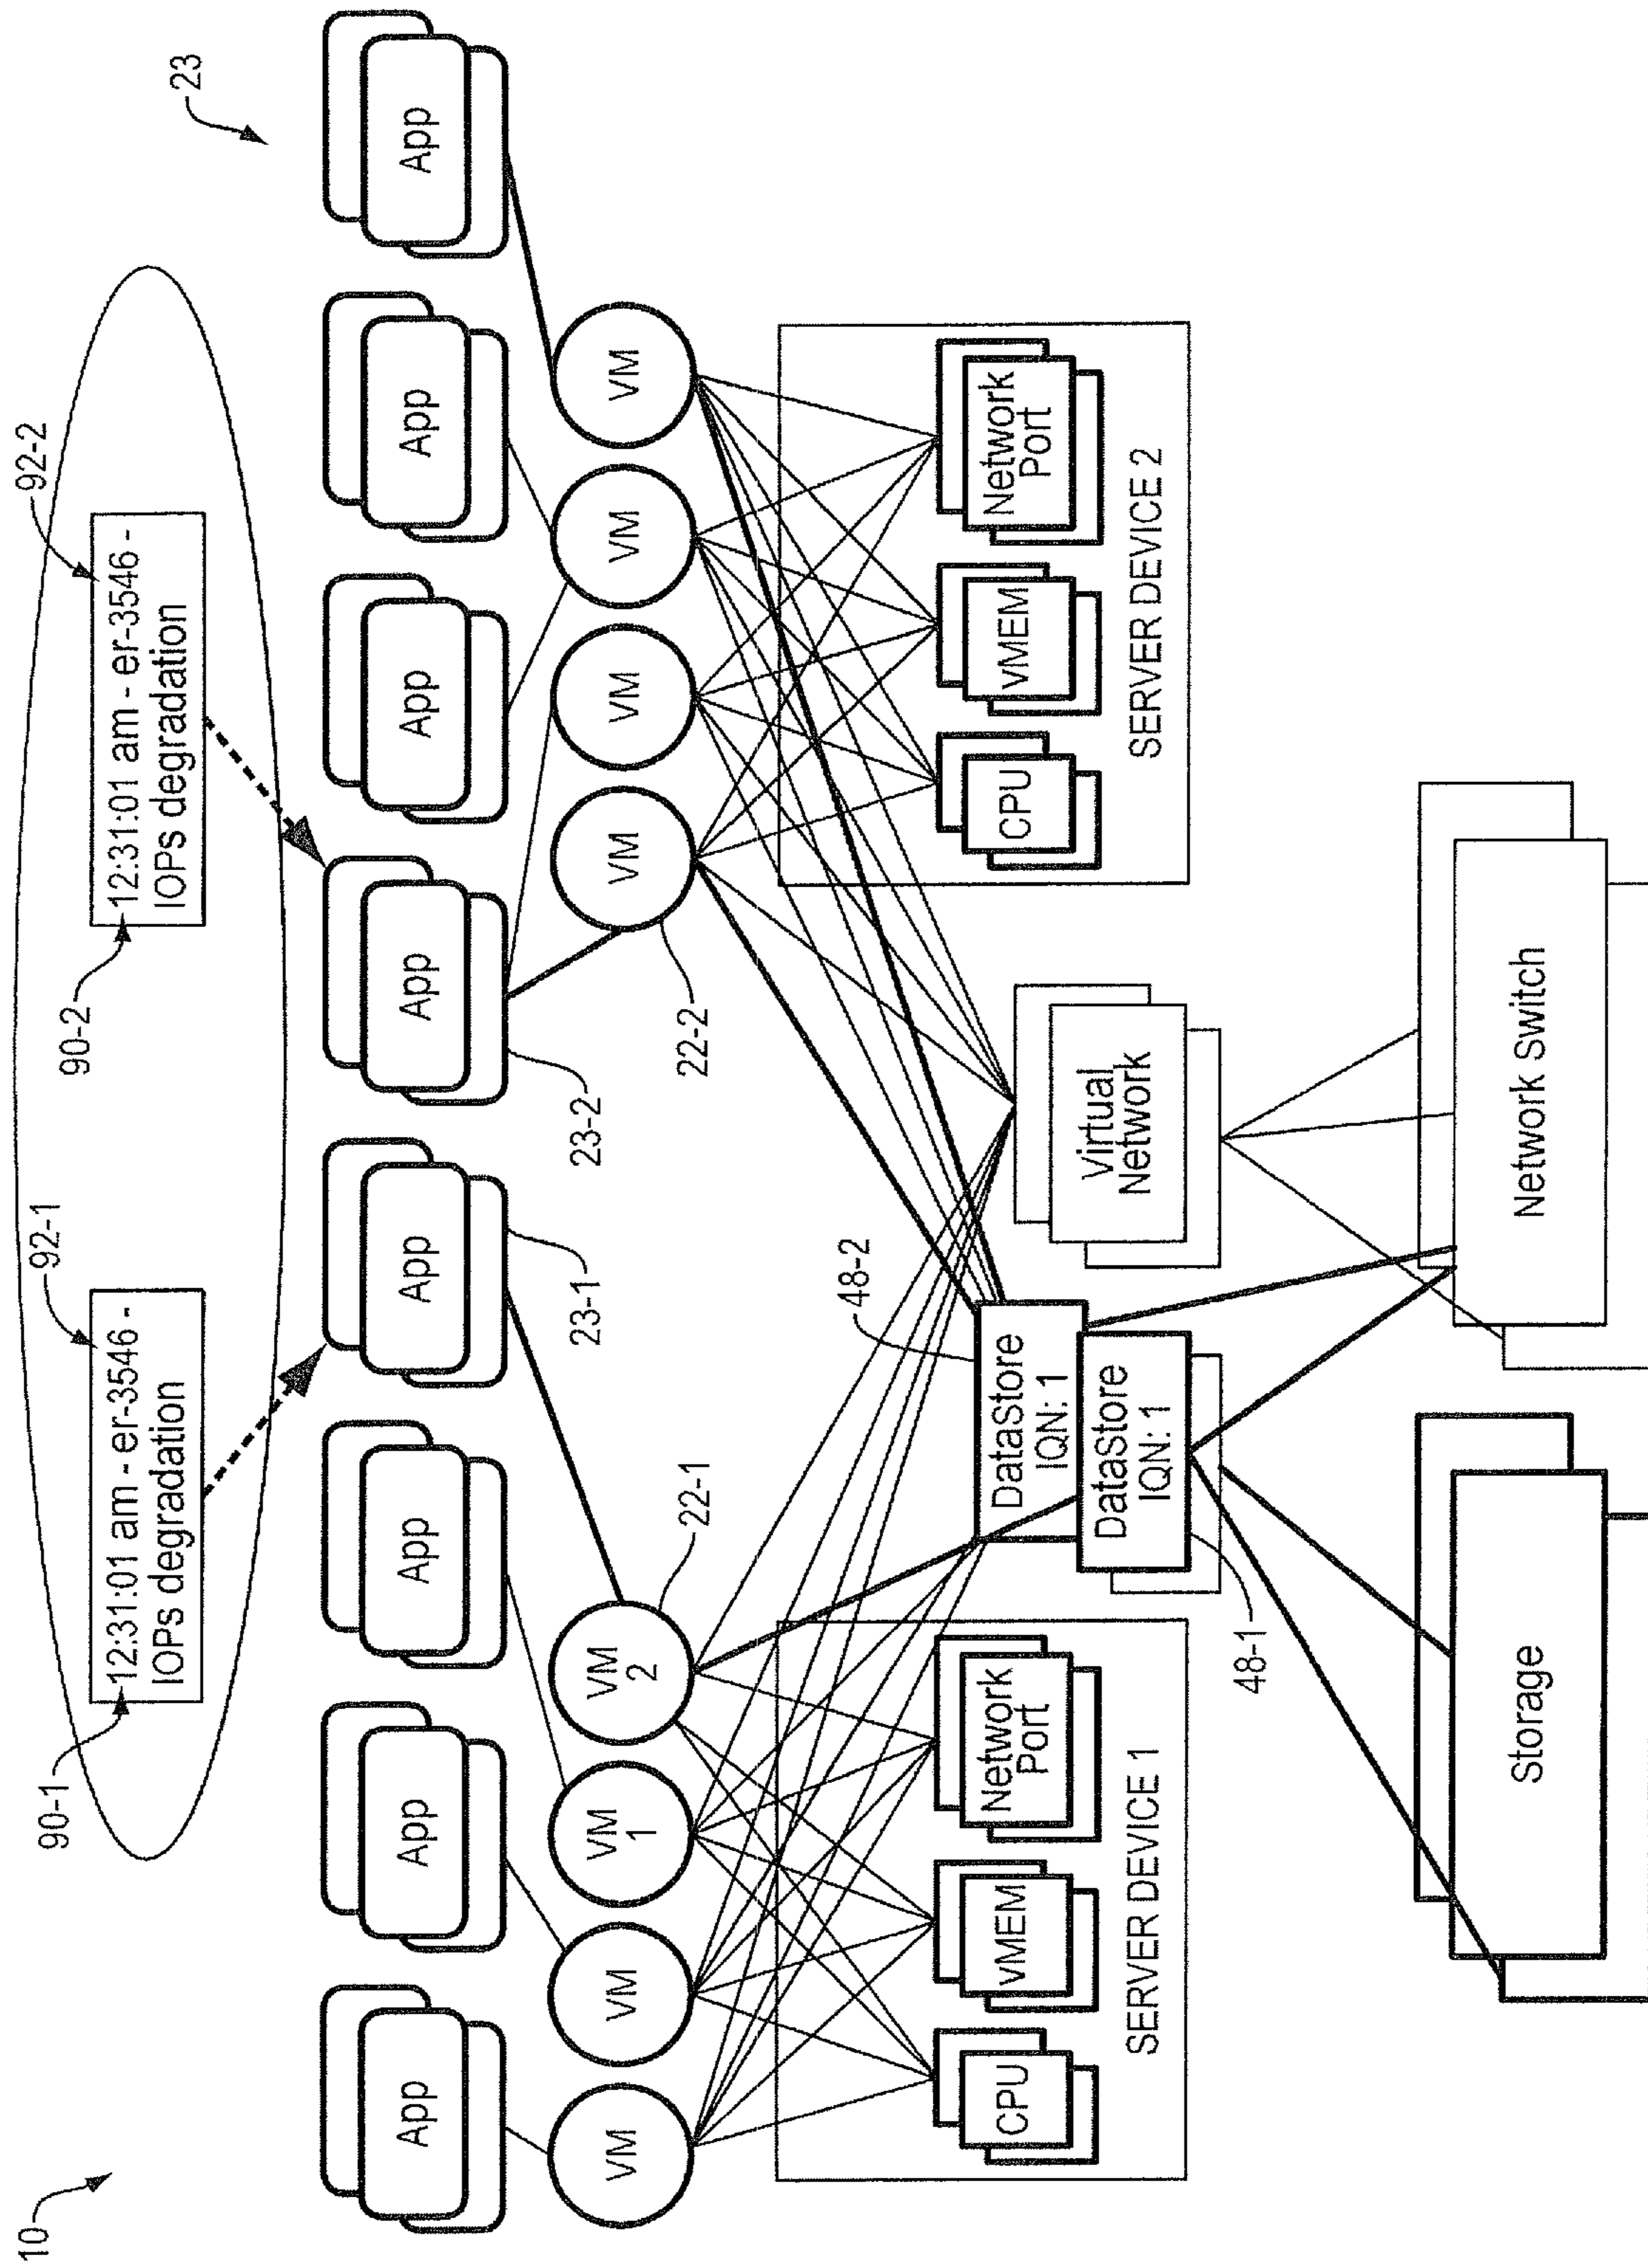 10
23
90-1
92-1
90-2
92-2
12:31:01 am - er-3546 -
IOPs degradation
12:31:01 am - er-3546 -
IOPs degradation
App
App
App
App
App
App
App
App
23-1
23-2
VM
VM
VM
1
VM
2
VM
VM
VM
VM
22-1
22-2
CPU
vMEM
Network
Port
SERVER DEVICE 1
CPU
VMEM
Network
Port
SERVER DEVICE 2
48-2
DataStore
IQN: 1
DataStore
IQN: 1
48-1
Virtual
Network
Storage
Network Switch